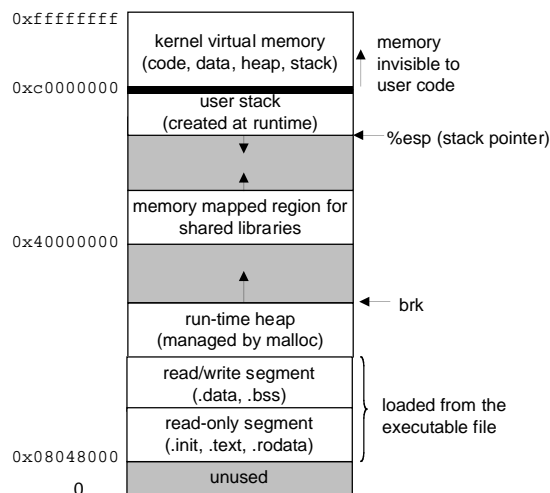 0xffffffff
kernel virtual memory
(code, data, heap, stack)
memory
invisible to
user code
0xc0000000
user stack
(created at runtime)
%esp (stack pointer)
memory mapped region for
shared libraries
0x40000000
brk
run-time heap
(managed by malloc)
read/write segment
(.data, .bss)
loaded from the
executable file
read-only segment
(.init, .text, .rodata)
0x08048000
unused
0